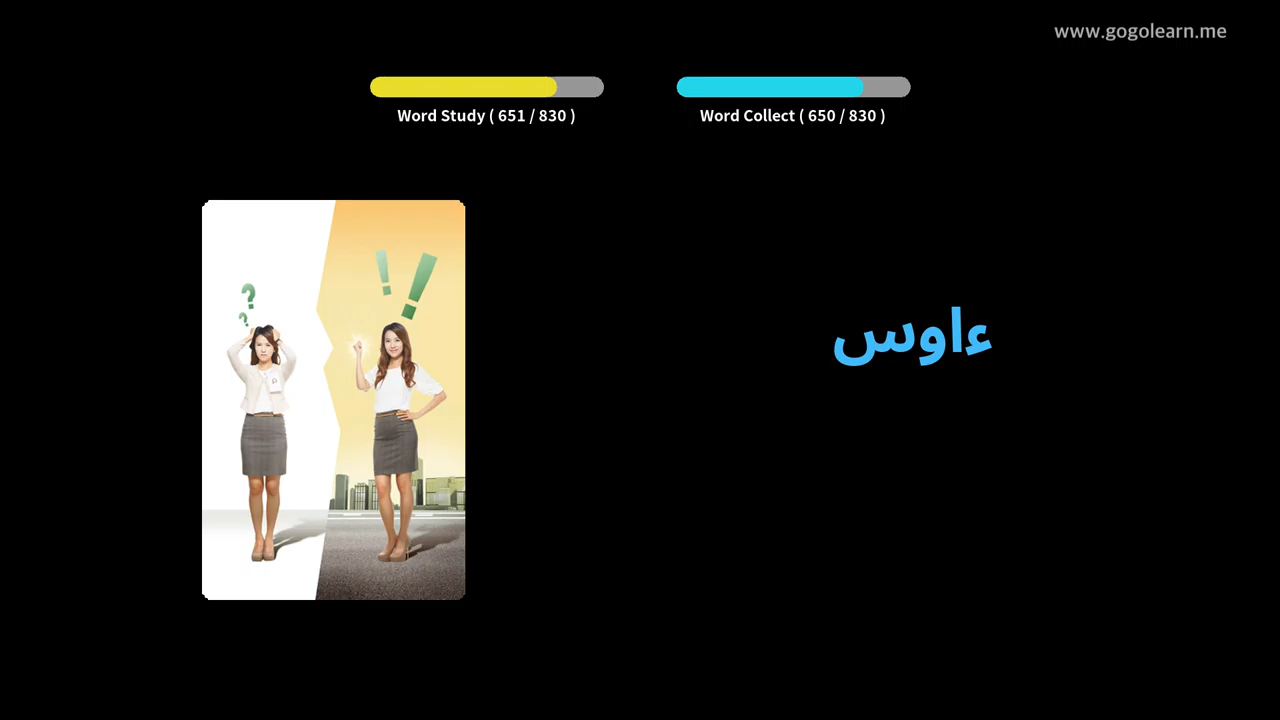 www.gogolearn.me
Word Study ( 651 / 830 )
Word Collect ( 650 / 830 )
? ?
! !
ءاوس